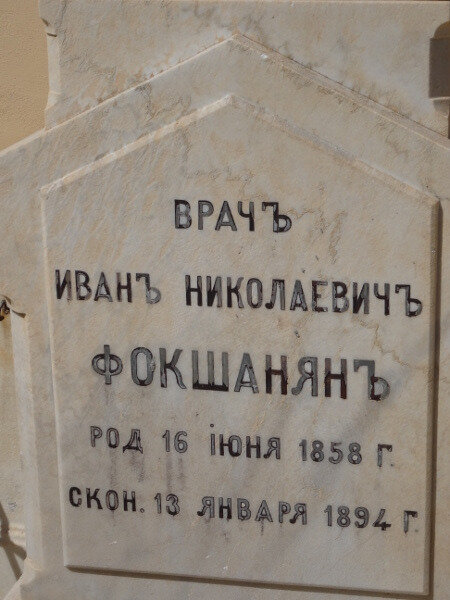 ВРАЧЪ
ИВАНЪ НИКОЛАЕВИЧЪ
ФОКШАНЯНЪ
РОД 16 ІЮНЯ 1858 Г.
СКОН. 13 ЯНВАРЯ 1894 Г.